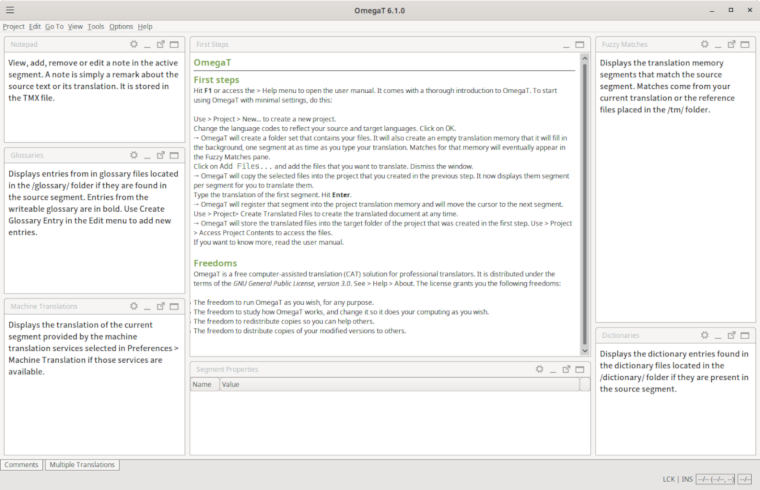 OmegaT 6.1.0
Project Edit Go To View Tools Options Help
Notepad
View, add, remove or edit a note in the active
segment. A note is simply a remark about the
source text or its translation. It is stored in
the TMX file.
Glossaries
Displays entries from in glossary files located
in the /glossary/ folder if they are found in
the source segment. Entries from the
writeable glossary are in bold. Use Create
Glossary Entry in the Edit menu to add new
entries.
Machine Translations
Displays the translation of the current
segment provided by the machine
translation services selected in Preferences >
Machine Translation if those services are
available.
First Steps
OmegaT
First steps
Hit F1 or access the > Help menu to open the user manual. It comes with a thorough introduction to OmegaT. To start
using OmegaT with minimal settings, do this:
Use > Project > New... to create a new project.
Change the language codes to reflect your source and target languages. Click on OK.
→ OmegaT will create a folder set that contains your files. It will also create an empty translation memory that it will fill in
the background, one segment at as time as you type your translation. Matches for that memory will eventually appear in
the Fuzzy Matches pane.
Click on Add Files... and add the files that you want to translate. Dismiss the window.
→ OmegaT will copy the selected files into the project that you created in the previous step. It now displays them segment
per segment for you to translate them.
Type the translation of the first segment. Hit Enter.
→ OmegaT will register that segment into the project translation memory and will move the cursor to the next segment.
Use > Project> Create Translated Files to create the translated document at any time.
→ OmegaT will store the translated files into the target folder of the project that was created in the first step. Use > Project
> Access Project Contents to access the files.
If you want to know more, read the user manual.
Freedoms
OmegaT is a free computer-assisted translation (CAT) solution for professional translators. It is distributed under the
terms of the GNU General Public License, version 3.0. See > Help > About. The license grants you the following freedoms:
The freedom to run OmegaT as you wish, for any purpose.
The freedom to study how OmegaT works, and change it so it does your computing as you wish.
The freedom to redistribute copies so you can help others.
The freedom to distribute copies of your modified versions to others.
Segment Properties
Name Value
Fuzzy Matches
Displays the translation memory
segments that match the source
segment. Matches come from your
current translation or the reference
files placed in the /tm/ folder.
Dictionaries
Displays the dictionary entries found in
the dictionary files located in the
/dictionary/ folder if they are present in
the source segment.
Comments Multiple Translations
LCK | INS --/-- (--/--, --) --/--